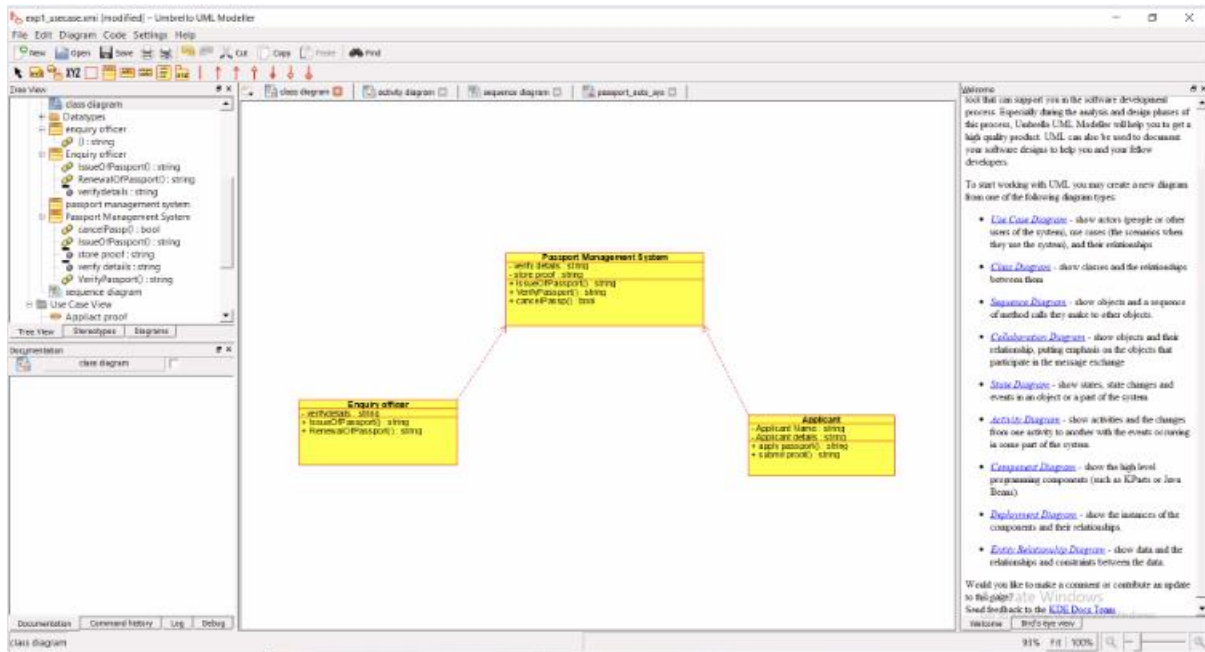 exp1_usecase.xmi [modified] – Umbrello UML Modeller
File Edit Diagram Code Settings Help
New Open Save Cut Copy Paste Find
XYZ
Tree View
class diagram
Datatypes
enquiry officer
() : string
Enquiry officer
IssueOfPassport() : string
RenewalOfPassport() : string
verifydetails : string
passport management system
Passport Management System
cancelPassp() : bool
IssueOfPassport() : string
store proof : string
verify details : string
VerifyPassport() : string
sequence diagram
Use Case View
Appliact proof
Tree View Stereotypes Diagrams
Documentation
class diagram
Documentation Command history Log Debug
class diagram
class diagram activity diagram sequence diagram passport_auto_sys
Passport Management System
- verify details : string
- store proof : string
+ IssueOfPassport() : string
+ VerifyPassport() : string
+ cancelPassp() : bool
Enquiry officer
- verifydetails : string
+ IssueOfPassport() : string
+ RenewalOfPassport() : string
Applicant
- Applicant Name : string
- Applicant details : string
+ apply passport() : string
+ submit proof() : string
Welcome
tool that can support you in the software development
process. Especially during the analysis and design phases of
this process, Umbrello UML Modeller will help you to get a
high quality product. UML can also be used to document
your software designs to help you and your fellow
developers.
To start working with UML you may create a new diagram
from one of the following diagram types:
Use Case Diagram - show actors (people or other
users of the system), use cases (the scenarios when
they use the system), and their relationships
Class Diagram - show classes and the relationships
between them
Sequence Diagram - show objects and a sequence
of method calls they make to other objects.
Collaboration Diagram - show objects and their
relationship, putting emphasis on the objects that
participate in the message exchange
State Diagram - show states, state changes and
events in an object or a part of the system
Activity Diagram - show activities and the changes
from one activity to another with the events occuring
in some part of the system
Component Diagram - show the high level
programming components (such as KParts or Java
Beans).
Deployment Diagram - show the instances of the
components and their relationships.
Entity Relationship Diagram - show data and the
relationships and constraints between the data.
Would you like to make a comment or contribute an update
to this page?
Send feedback to the KDE Docs Team
Activate Windows
Welcome Bird's eye view
93% Fit 100%